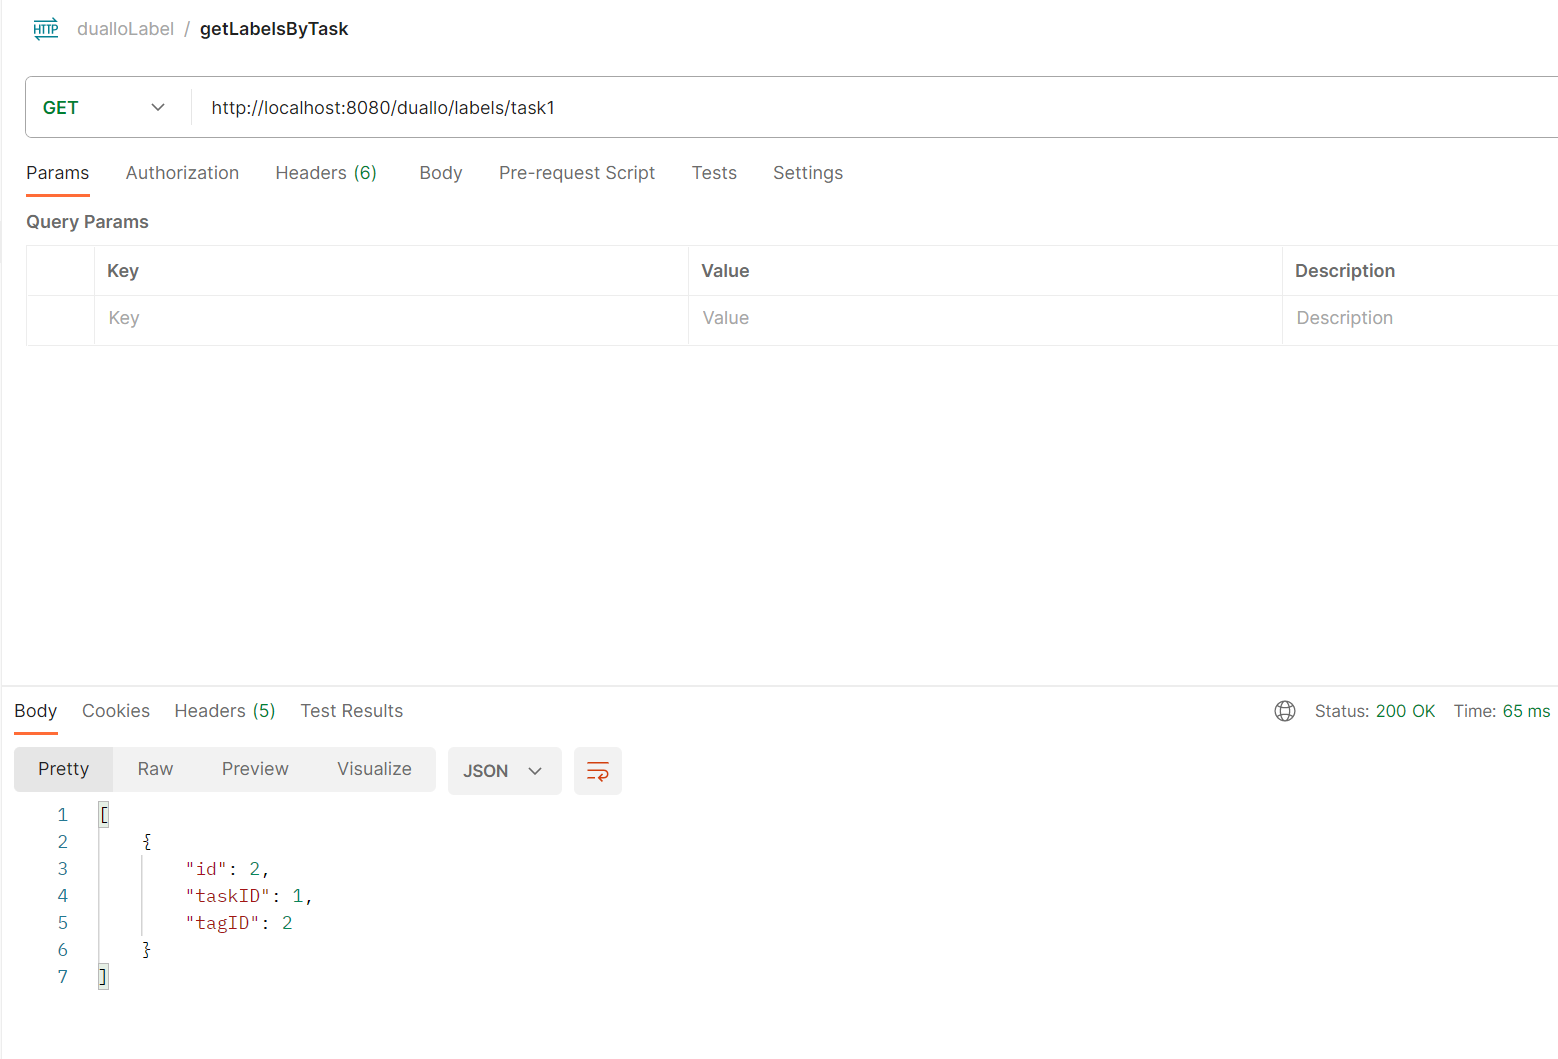 HTTP dualloLabel / getLabelsByTask
GET http://localhost:8080/duallo/labels/task1
Params Authorization Headers (6) Body Pre-request Script Tests Settings
Query Params
Key Value Description
Key Value Description
Body Cookies Headers (5) Test Results Status: 200 OK Time: 65 ms
Pretty Raw Preview Visualize JSON
1 [
2 {
3 "id": 2,
4 "taskID": 1,
5 "tagID": 2
6 }
7 ]